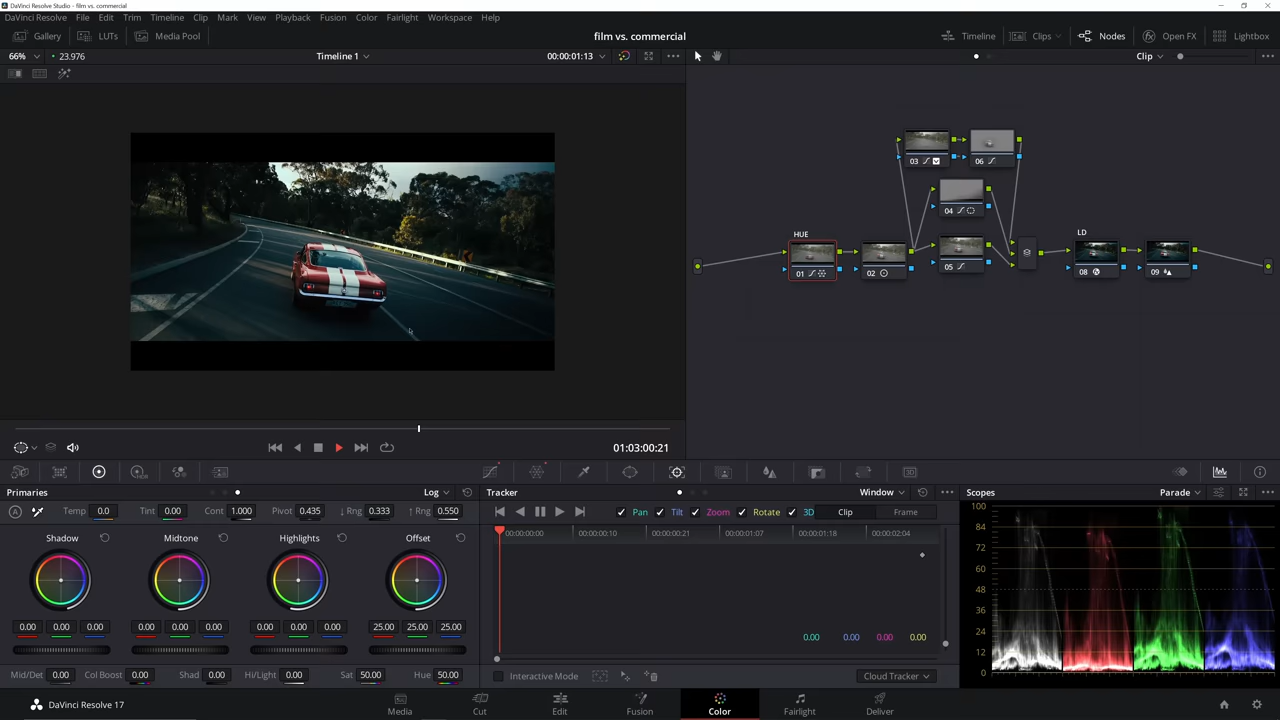 DaVinci Resolve Studio - film vs. commercial
DaVinci Resolve File Edit Trim Timeline Clip Mark View Playback Fusion Color Fairlight Workspace Help
Gallery LUTs Media Pool film vs. commercial Timeline Clips Nodes Open FX Lightbox
66% 23.976 Timeline 1 00:00:01:13 Clip
03 06
04
HUE LD
01 02 05 08 09
01:03:00:21
Primaries Log Tracker Window Scopes Parade
Temp 0.0 Tint 0.00 Cont 1.000 Pivot 0.435 ↓ Rng 0.333 ↑ Rng 0.550 Pan Tilt Zoom Rotate 3D Clip Frame
Shadow Midtone Highlights Offset 00:00:00:00 00:00:00:10 00:00:00:21 00:00:01:07 00:00:01:18 00:00:02:04
100
84
72
60
48
36
24
12
0
0.00 0.00 0.00 0.00 0.00 0.00 0.00 0.00 0.00 25.00 25.00 25.00 0.00 0.00 0.00 0.00
Mid/Det 0.00 Col Boost 0.00 Shad 0.00 Hi/Light 0.00 Sat 50.00 Hue 50.00 Interactive Mode Cloud Tracker
DaVinci Resolve 17 Media Cut Edit Fusion Color Fairlight Deliver